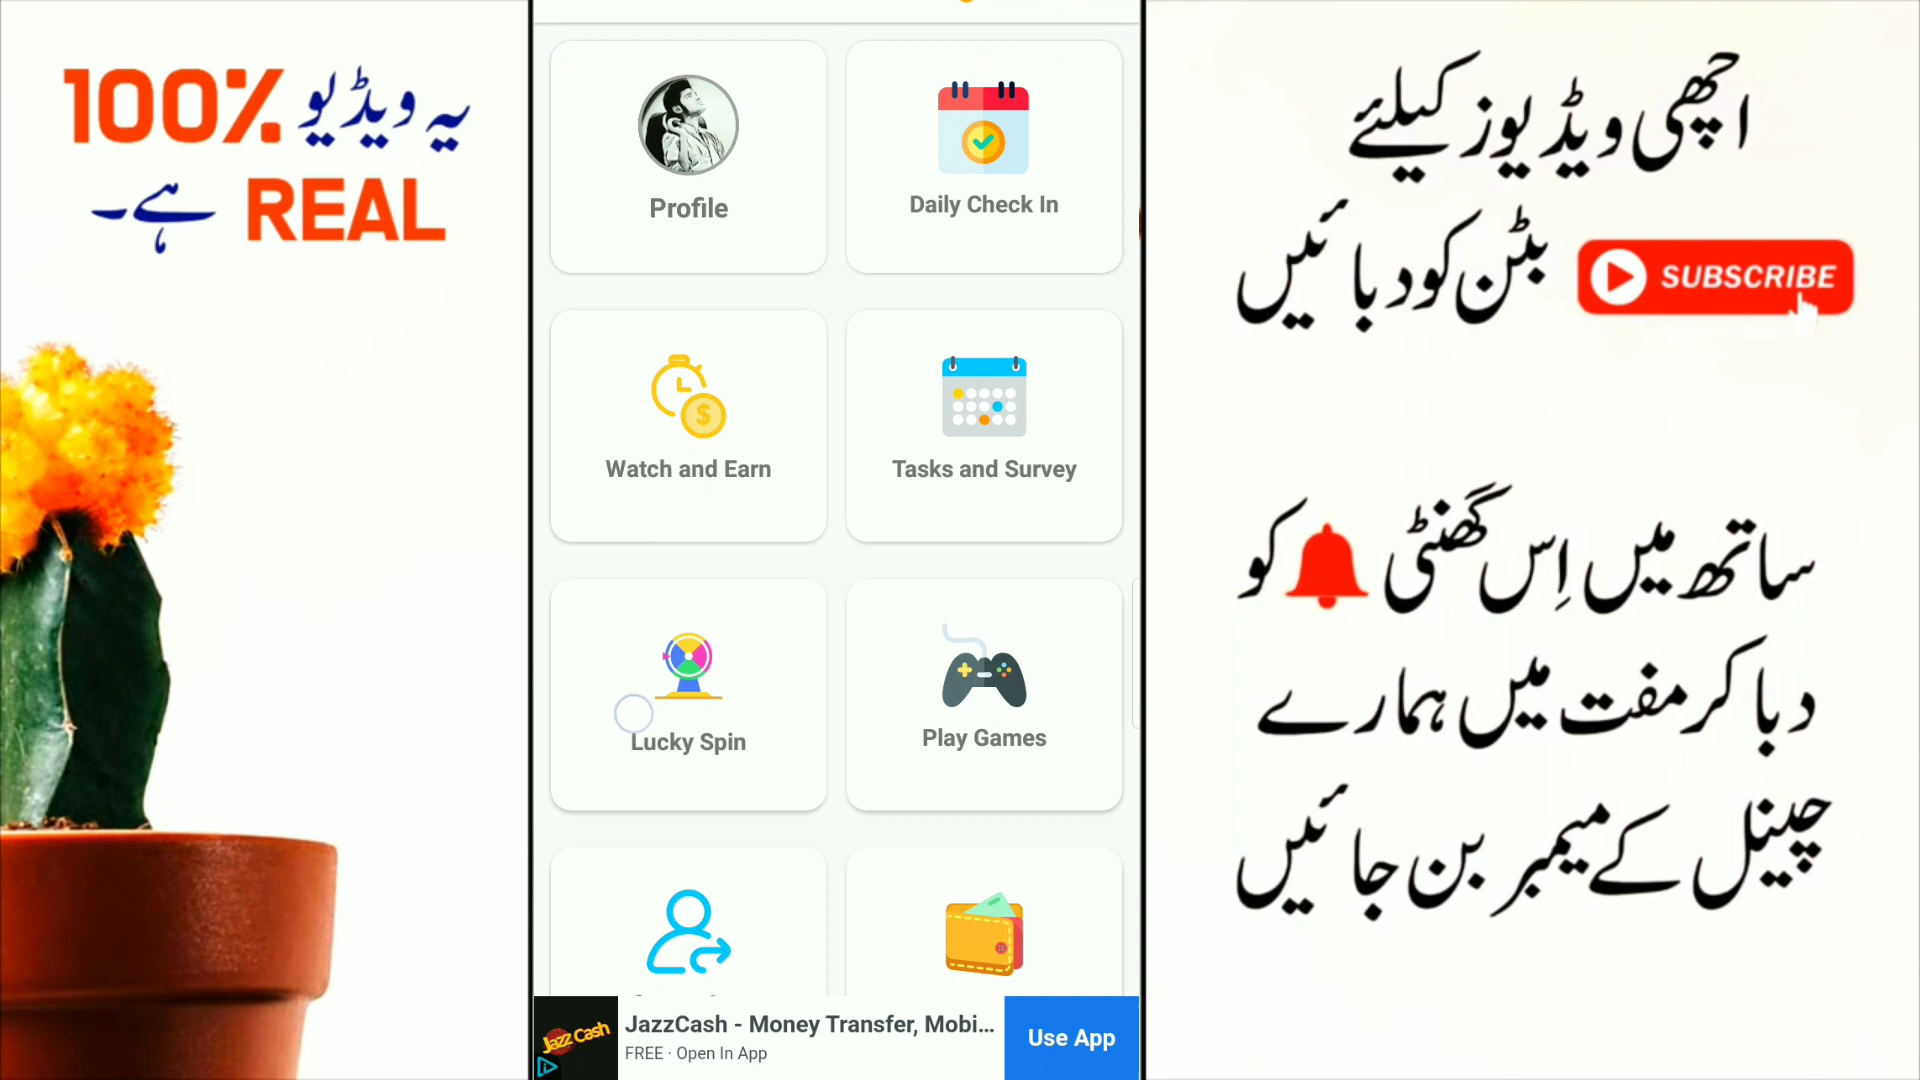 یہ ویڈیو 100%
REAL ہے۔
Profile
Daily Check In
Watch and Earn
Tasks and Survey
Lucky Spin
Play Games
Jazz Cash
JazzCash - Money Transfer, Mobi...
FREE · Open In App
Use App
اچھی ویڈیوز کیلئے
SUBSCRIBE بٹن کو دبائیں
ساتھ میں اِس گھنٹی کو
دبا کر مفت میں ہمارے
چینل کے میمبر بن جائیں